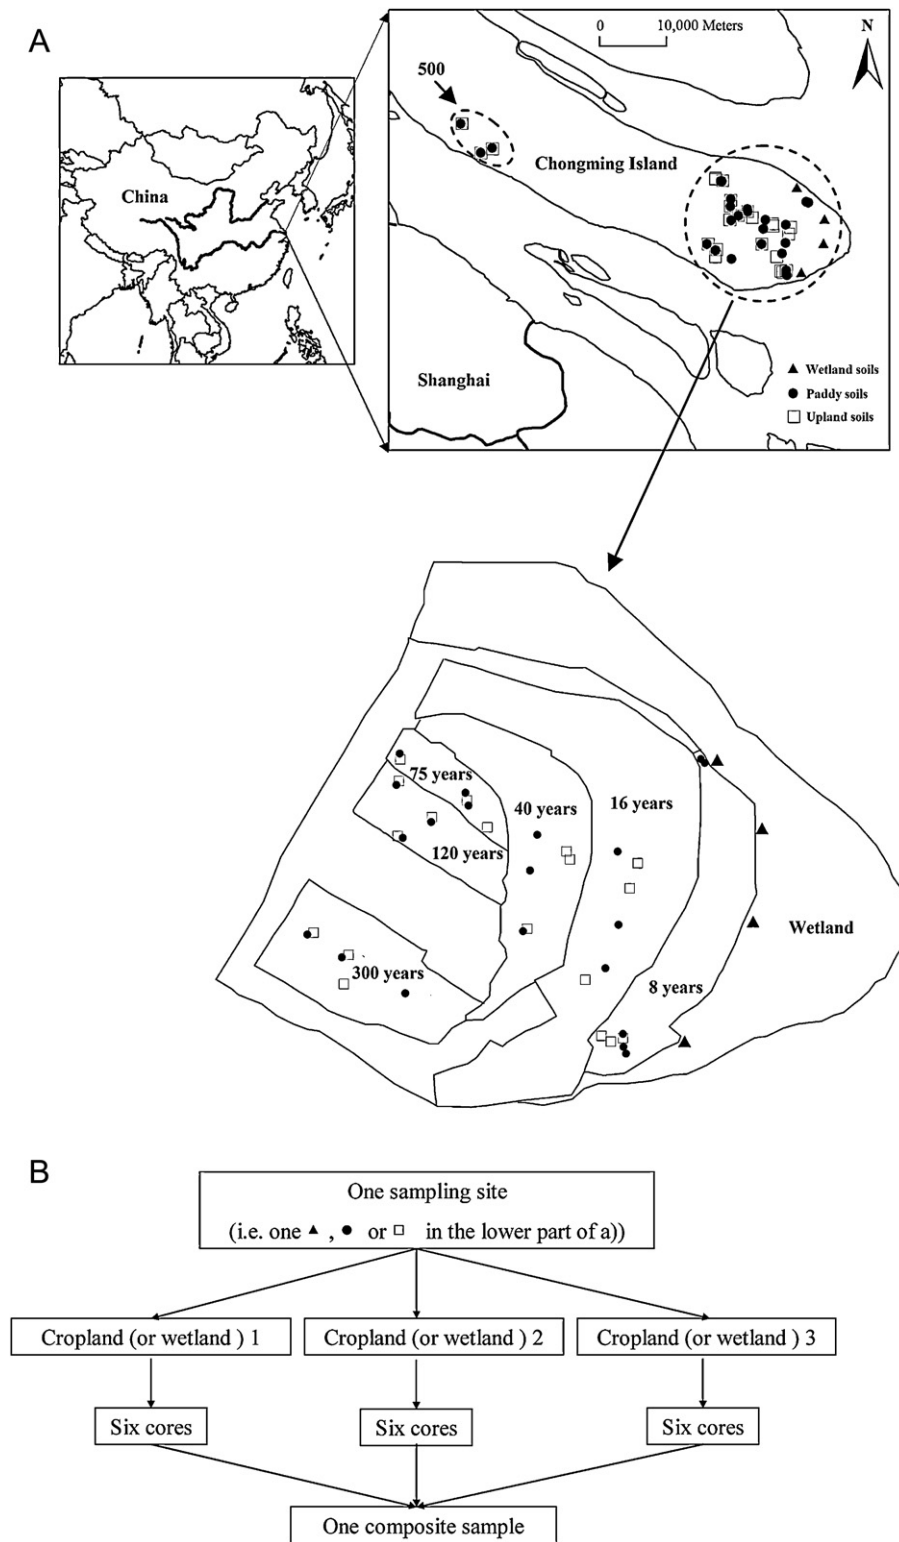 A
0 10,000 Meters
N
500
Chongming Island
China
Shanghai
Wetland soils
Paddy soils
Upland soils
75 years
40 years
16 years
120 years
Wetland
300 years
8 years
B
One sampling site
(i.e. one ▲ , ● or □ in the lower part of a))
Cropland (or wetland ) 1
Cropland (or wetland ) 2
Cropland (or wetland ) 3
Six cores
Six cores
Six cores
One composite sample